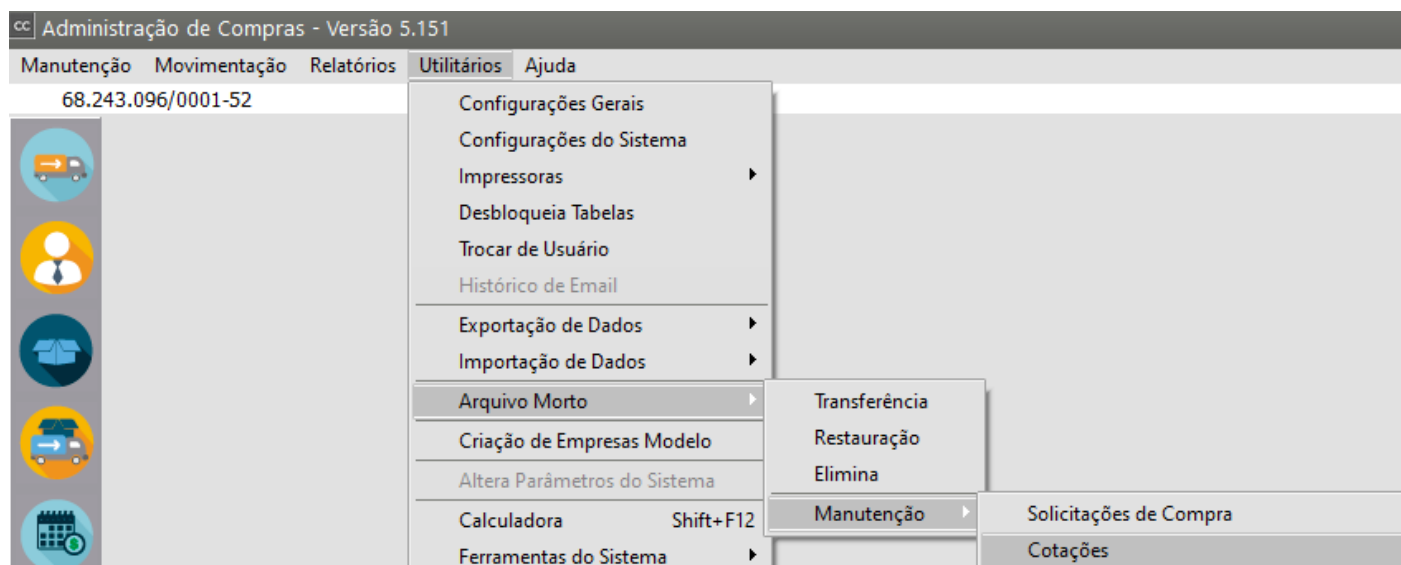 cc Administração de Compras - Versão 5.151
Manutenção Movimentação Relatórios Utilitários Ajuda
68.243.096/0001-52
Configurações Gerais
Configurações do Sistema
Impressoras
Desbloqueia Tabelas
Trocar de Usuário
Histórico de Email
Exportação de Dados
Importação de Dados
Arquivo Morto
Criação de Empresas Modelo
Altera Parâmetros do Sistema
Calculadora Shift+F12
Ferramentas do Sistema
Transferência
Restauração
Elimina
Manutenção
Solicitações de Compra
Cotações